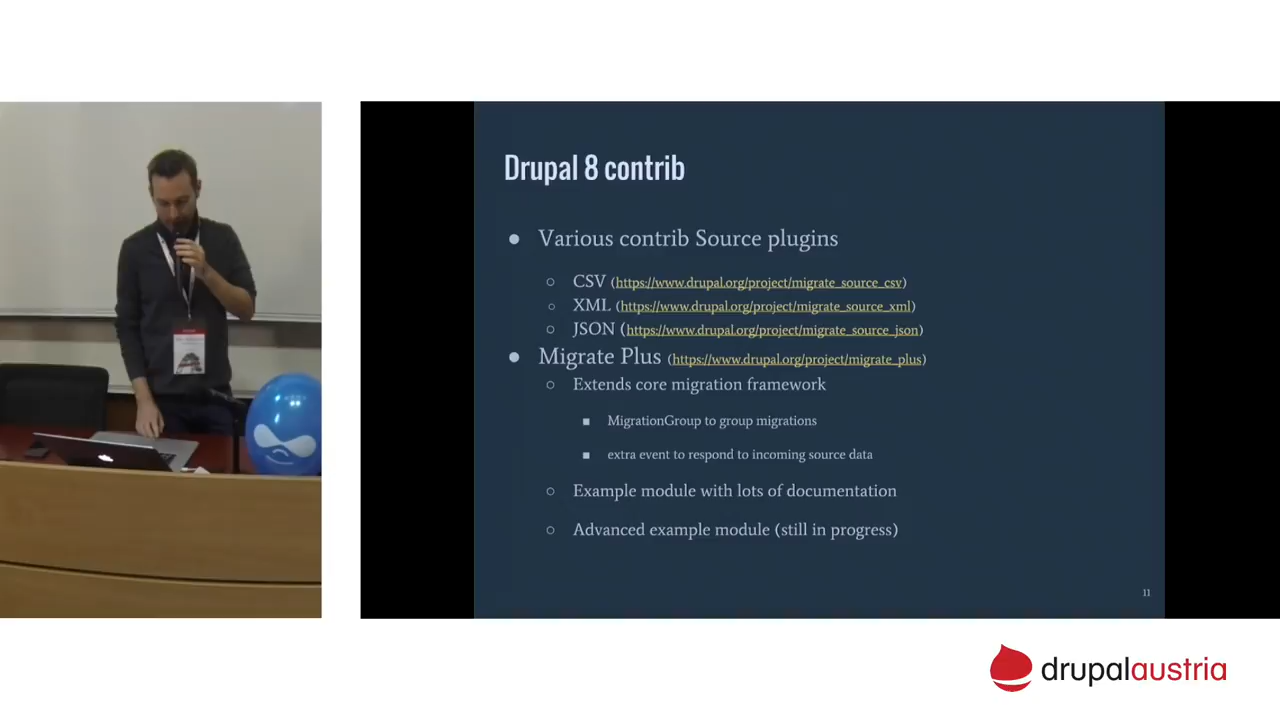 Drupal 8 contrib
● Various contrib Source plugins
○ CSV (https://www.drupal.org/project/migrate_source_csv)
○ XML (https://www.drupal.org/project/migrate_source_xml)
○ JSON (https://www.drupal.org/project/migrate_source_json)
● Migrate Plus (https://www.drupal.org/project/migrate_plus)
○ Extends core migration framework
■ MigrationGroup to group migrations
■ extra event to respond to incoming source data
○ Example module with lots of documentation
○ Advanced example module (still in progress)
11
drupalaustria